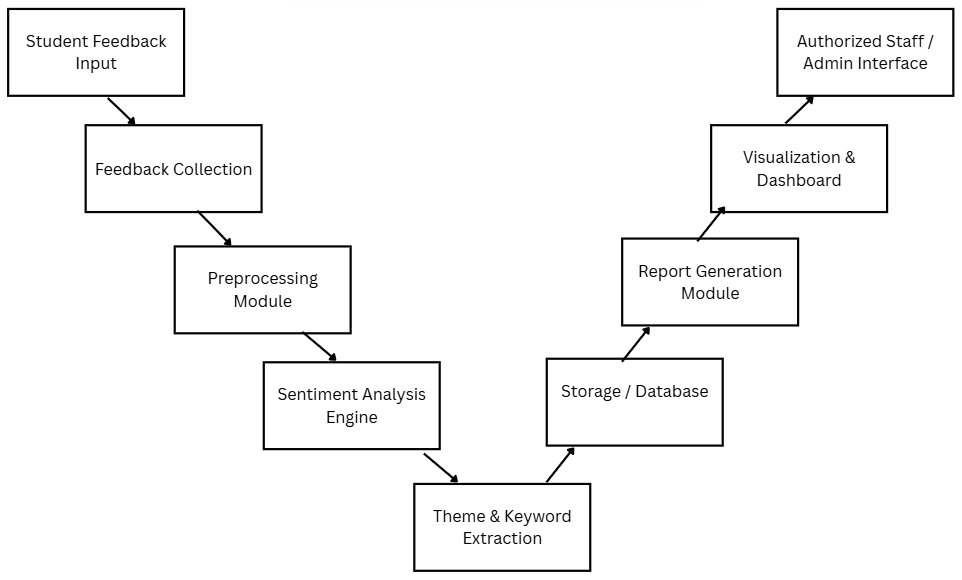 Student Feedback
Input
Feedback Collection
Preprocessing
Module
Sentiment Analysis
Engine
Theme & Keyword
Extraction
Storage / Database
Report Generation
Module
Visualization &
Dashboard
Authorized Staff /
Admin Interface